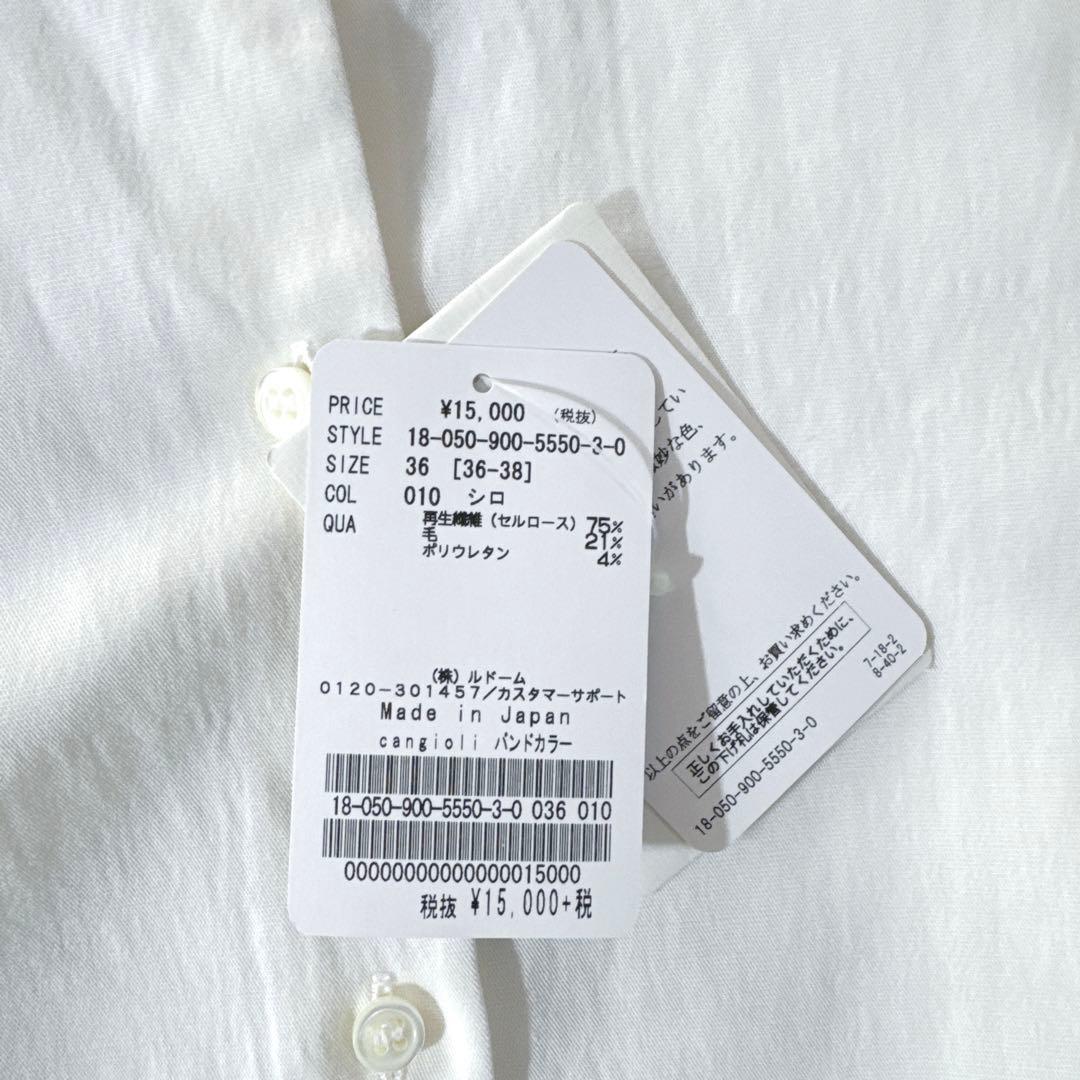 PRICE ¥15,000 (税抜)
STYLE 18-050-900-5550-3-0
SIZE 36 [36-38]
COL 010 シロ
QUA 再生繊維(セルロース) 75%
毛 21%
ポリウレタン 4%
(株)ルドーム
0120-301457/カスタマーサポート
Made in Japan
cangioli バンドカラー
18-050-900-5550-3-0 036 010
00000000000000015000
税抜 ¥15,000+税
してい
妙な色、
いがあります。
以上の点をご留意の上、お買い求めください。
正しくお手入れしていただくために、
この下げ札は保管してください。
7-18-2
8-40-2
18-050-900-5550-3-0